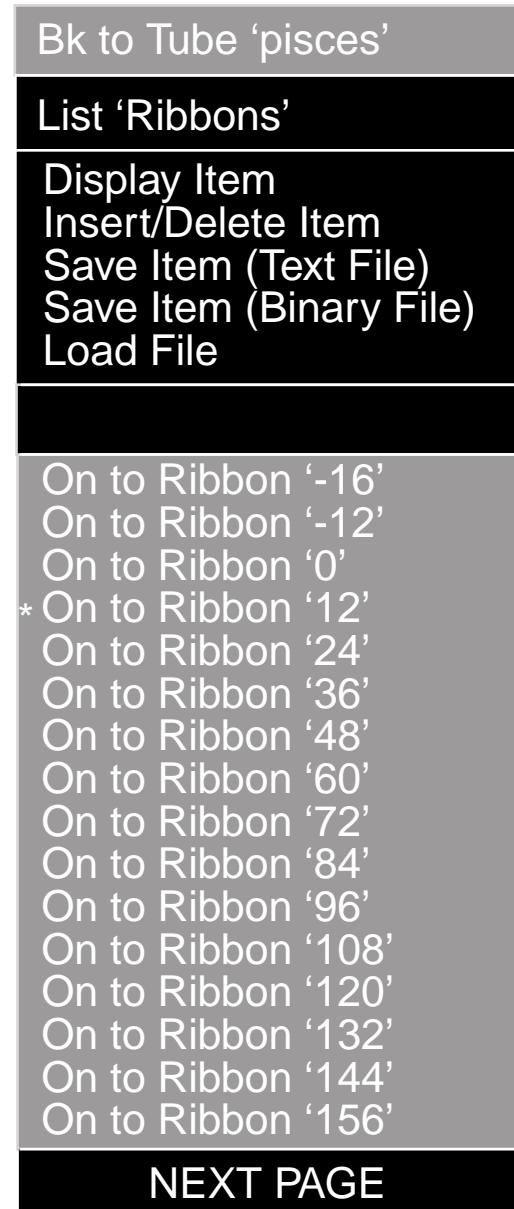 Bk to Tube ‘pisces’
List ‘Ribbons’
Display Item
Insert/Delete Item
Save Item (Text File)
Save Item (Binary File)
Load File
On to Ribbon ‘-16’
On to Ribbon ‘-12’
On to Ribbon ‘0’
* On to Ribbon ‘12’
On to Ribbon ‘24’
On to Ribbon ‘36’
On to Ribbon ‘48’
On to Ribbon ‘60’
On to Ribbon ‘72’
On to Ribbon ‘84’
On to Ribbon ‘96’
On to Ribbon ‘108’
On to Ribbon ‘120’
On to Ribbon ‘132’
On to Ribbon ‘144’
On to Ribbon ‘156’
NEXT PAGE